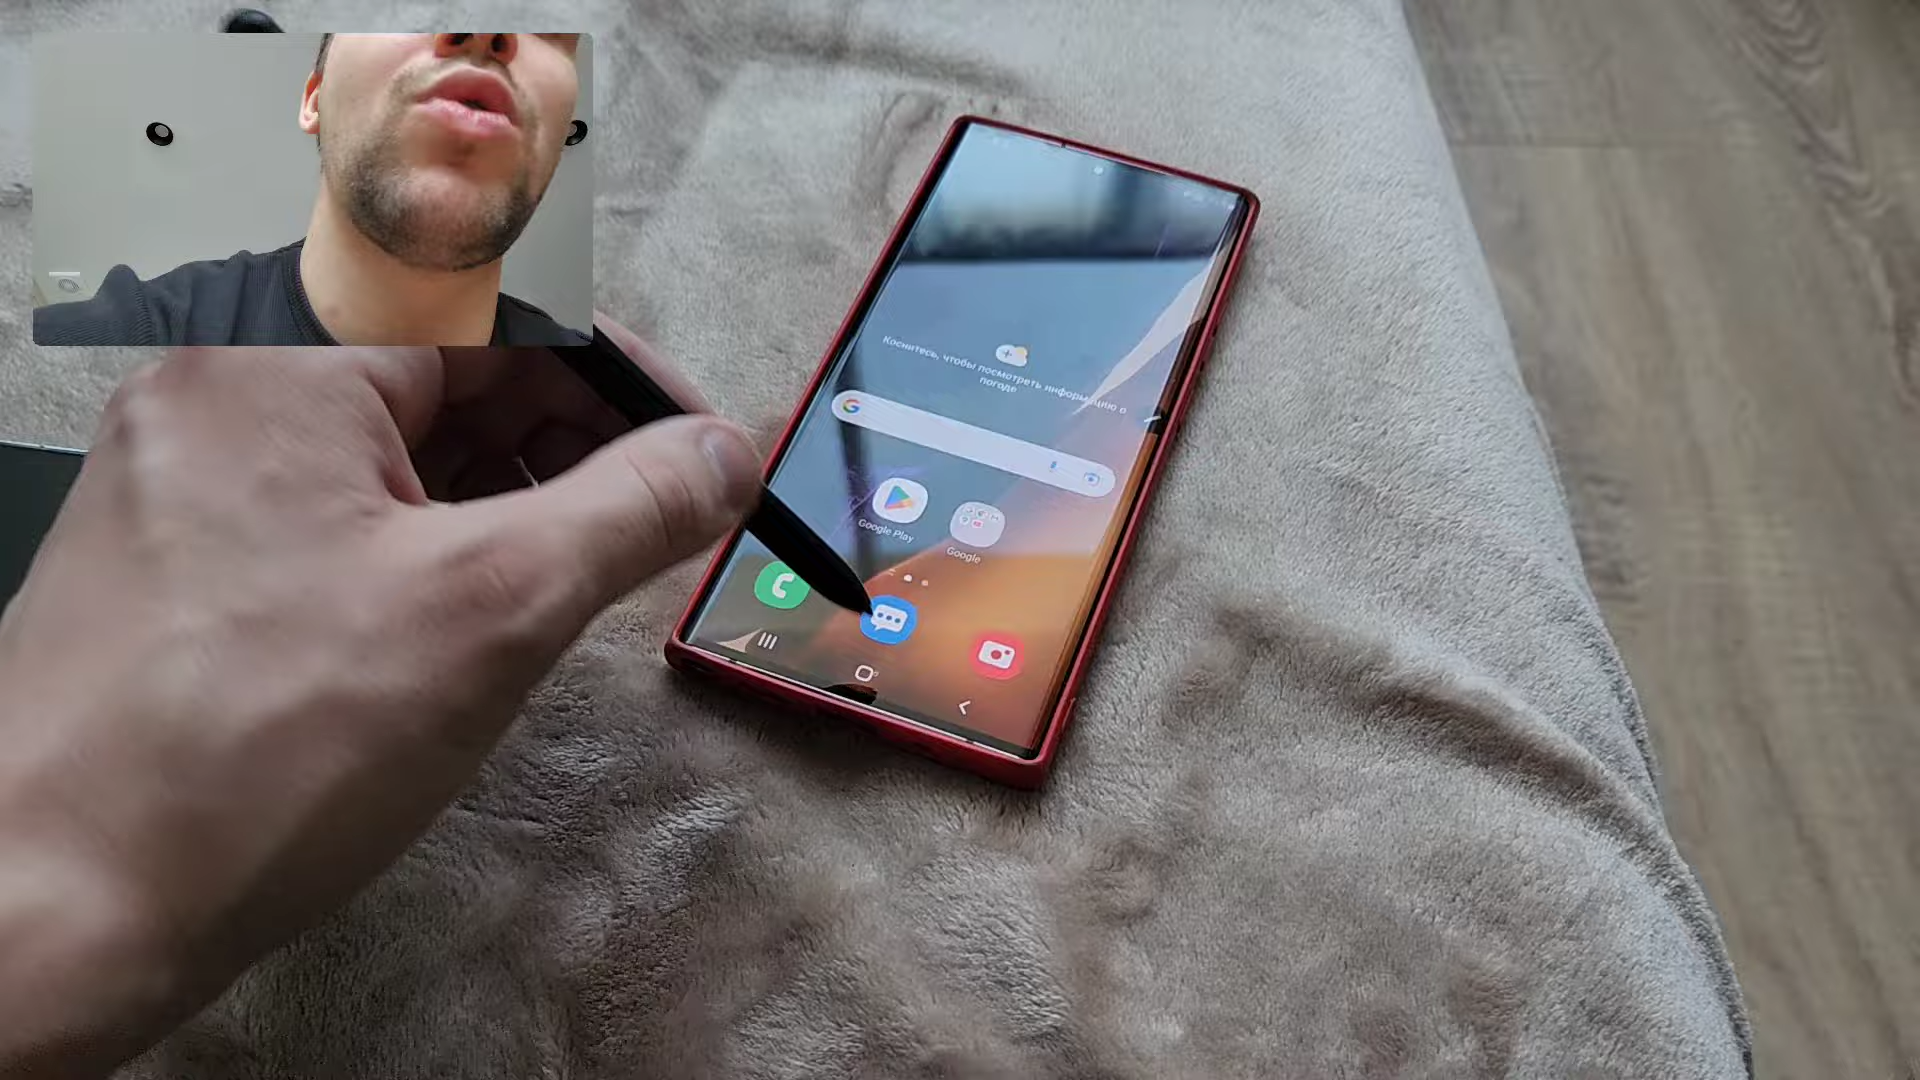 Коснитесь, чтобы посмотреть информацию о
погоде
G
Google Play
Google